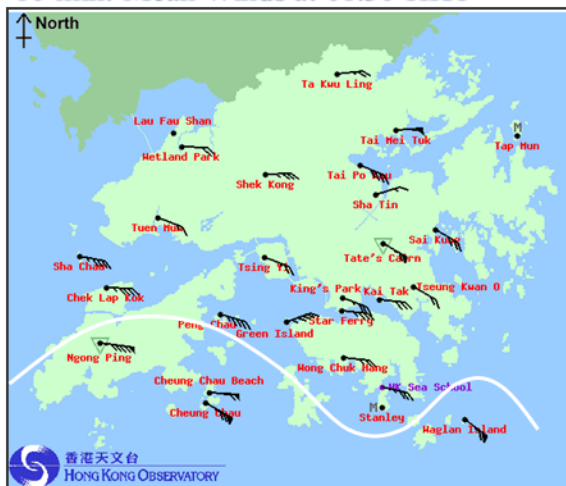 North
Ta Kwu Ling
Lau Fau Shan
M
Tai Mei Tuk
Tap Mun
Wetland Park
Shek Kong
Sha Tin
Tuen Mun
Sai Kung
Sha Chau
Tsing Yi
Tate's Cairn
Chek Lap Kok
King's Park
Kai Tak
Tseung Kwan O
Peng Chau
Green Island
Star Ferry
Ngong Ping
Wong Chuk Hang
Cheung Chau Beach
HK Sea School
Cheung Chau
M
Stanley
Waglan Island
香港天文台
HONG KONG OBSERVATORY